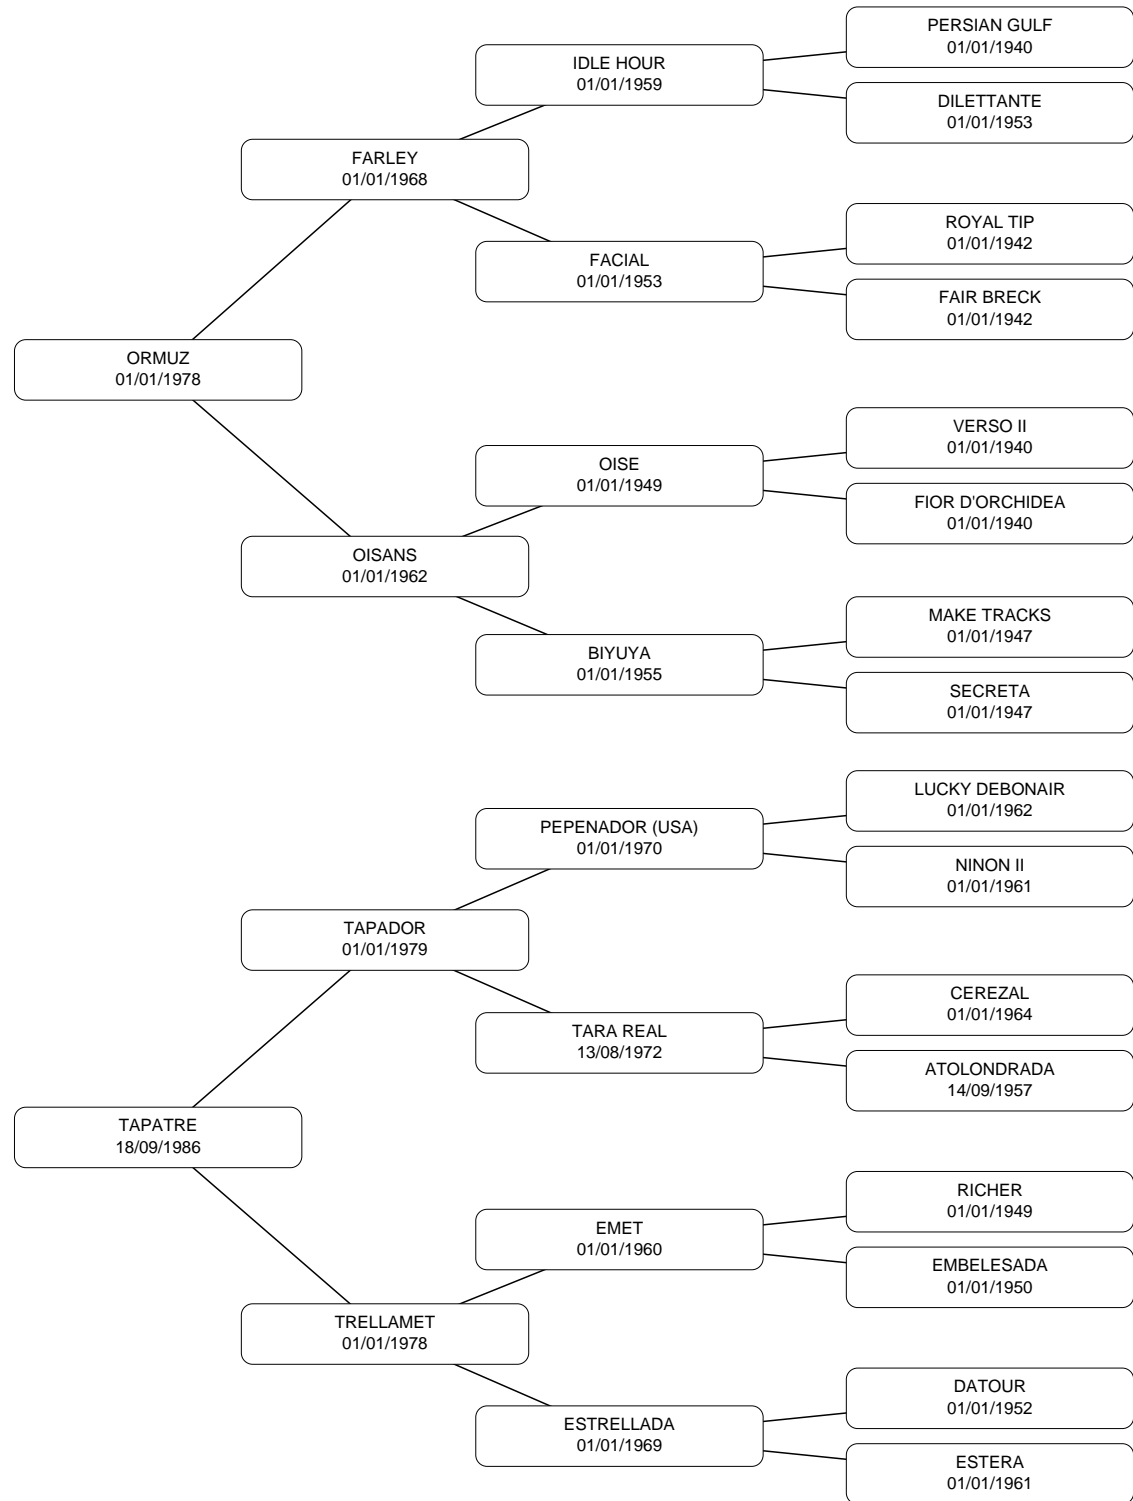 PERSIAN GULF
01/01/1940
IDLE HOUR
01/01/1959
DILETTANTE
01/01/1953
FARLEY
01/01/1968
ROYAL TIP
01/01/1942
FACIAL
01/01/1953
FAIR BRECK
01/01/1942
ORMUZ
01/01/1978
VERSO II
01/01/1940
OISE
01/01/1949
FIOR D'ORCHIDEA
01/01/1940
OISANS
01/01/1962
MAKE TRACKS
01/01/1947
BIYUYA
01/01/1955
SECRETA
01/01/1947
LUCKY DEBONAIR
01/01/1962
PEPENADOR (USA)
01/01/1970
NINON II
01/01/1961
TAPADOR
01/01/1979
CEREZAL
01/01/1964
TARA REAL
13/08/1972
ATOLONDRADA
14/09/1957
TAPATRE
18/09/1986
RICHER
01/01/1949
EMET
01/01/1960
EMBELESADA
01/01/1950
TRELLAMET
01/01/1978
DATOUR
01/01/1952
ESTRELLADA
01/01/1969
ESTERA
01/01/1961